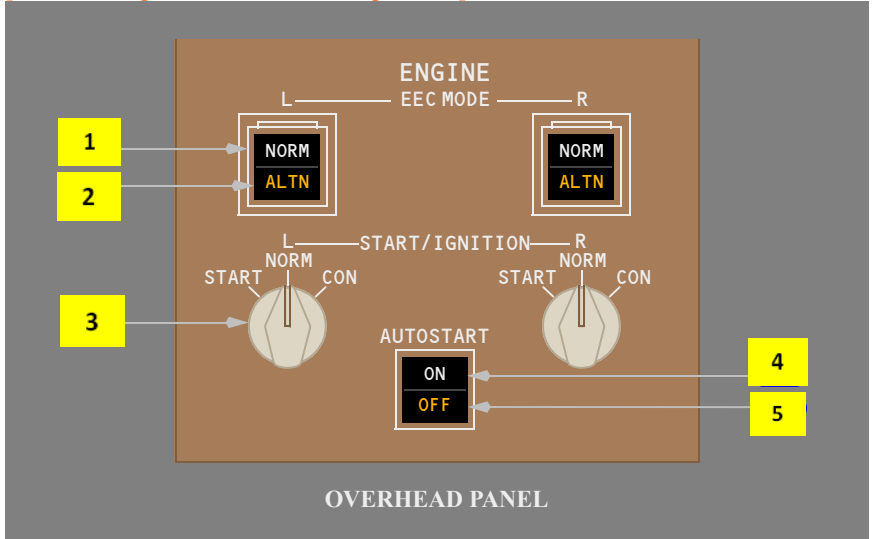 ENGINE
L EEC MODE R
1
NORM NORM
2
ALTN ALTN
L START/IGNITION R
NORM NORM
START CON START CON
3
AUTOSTART
ON
4
OFF
5
OVERHEAD PANEL